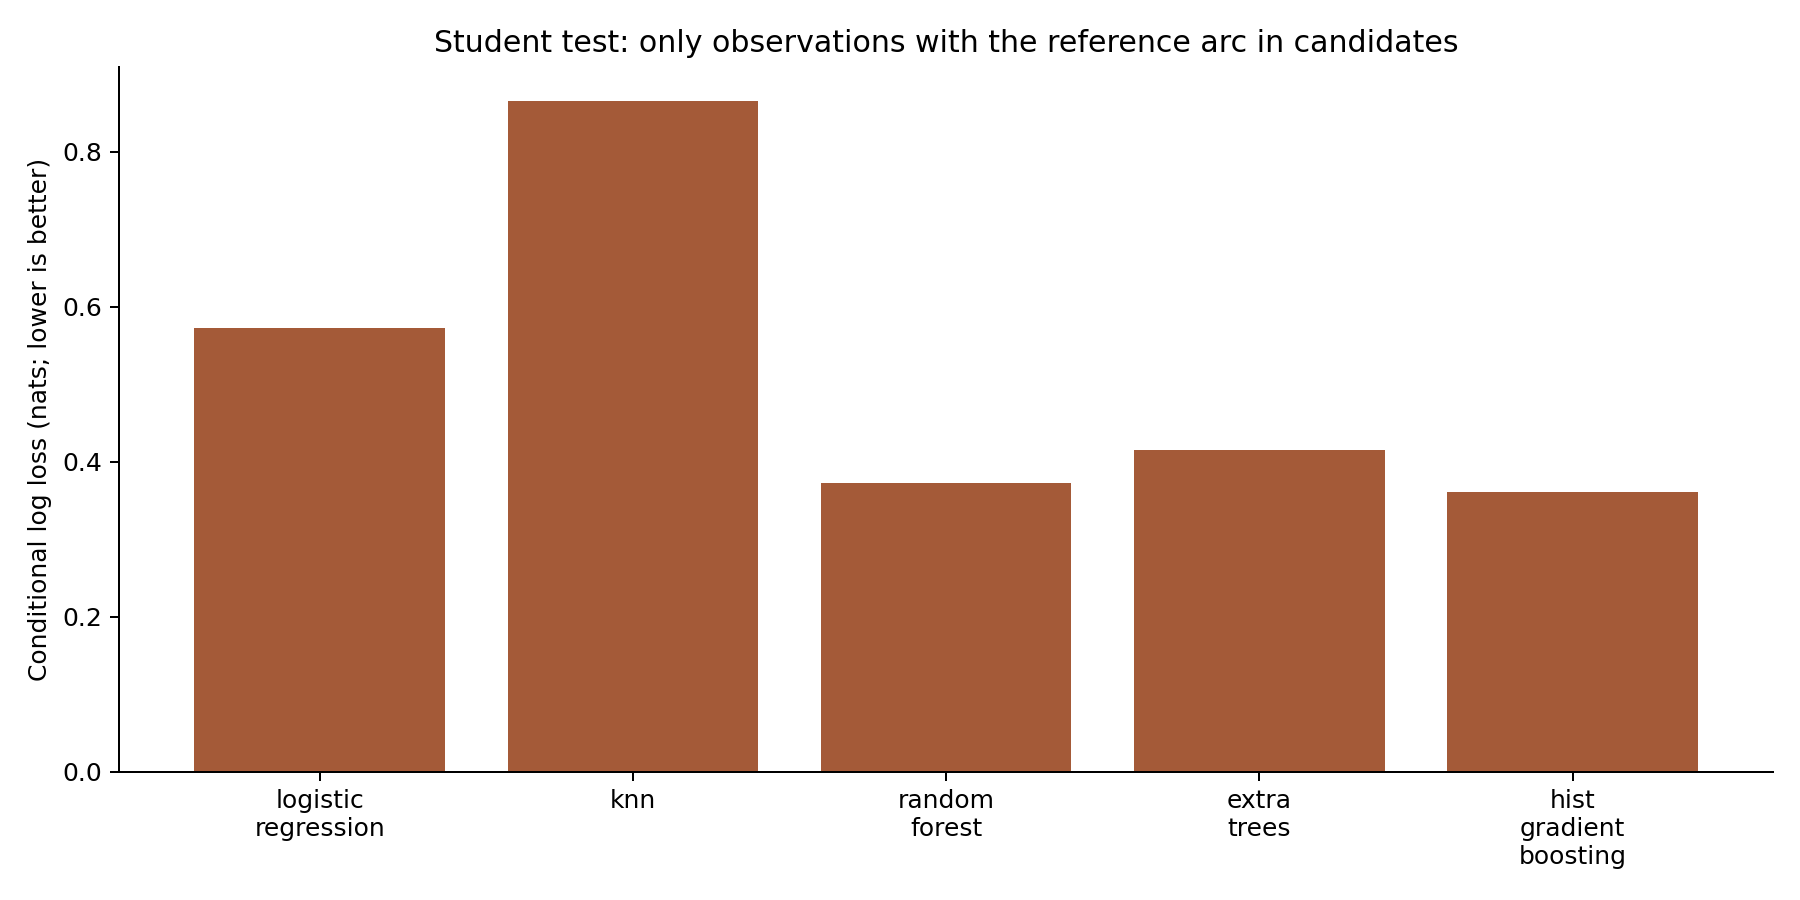 Student test: only observations with the reference arc in candidates
Conditional log loss (nats; lower is better)
0.8
0.6
0.4
0.2
0.0
logistic
regression
knn
random
forest
extra
trees
hist
gradient
boosting